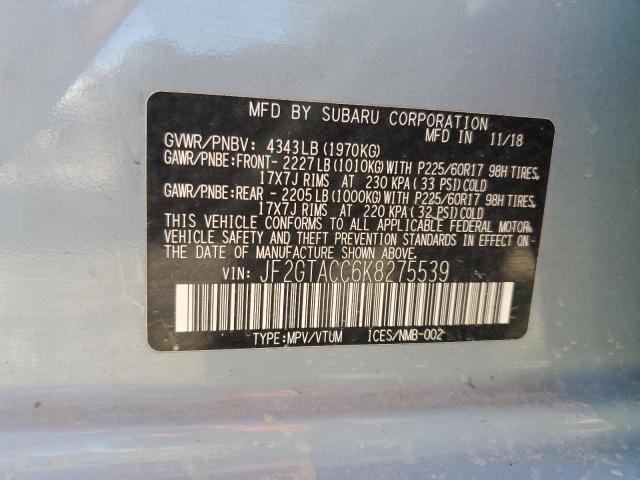 MFD BY SUBARU CORPORATION
MFD IN 11/18
GVWR/PNBV: 4343LB(1970KG)
GAWR/PNBE:FRONT- 2227LB(1010KG)WITH P225/60R17 98H TIRES,
17X7J RIMS AT 230 KPA(33 PSI)COLD
GAWR/PNBE:REAR - 2205LB(1000KG)WITH P225/60R17 98H TIRES,
17X7J RIMS AT 220 KPA(32 PSI)COLD
THIS VEHICLE CONFORMS TO ALL APPLICABLE FEDERAL MOTOR
VEHICLE SAFETY AND THEFT PREVENTION STANDARDS IN EFFECT ON
THE DATE OF MANUFACTURE SHOWN ABOVE.
VIN: JF2GTACC6K8275539
TYPE:MPV/VTUM ICES/NMB-002